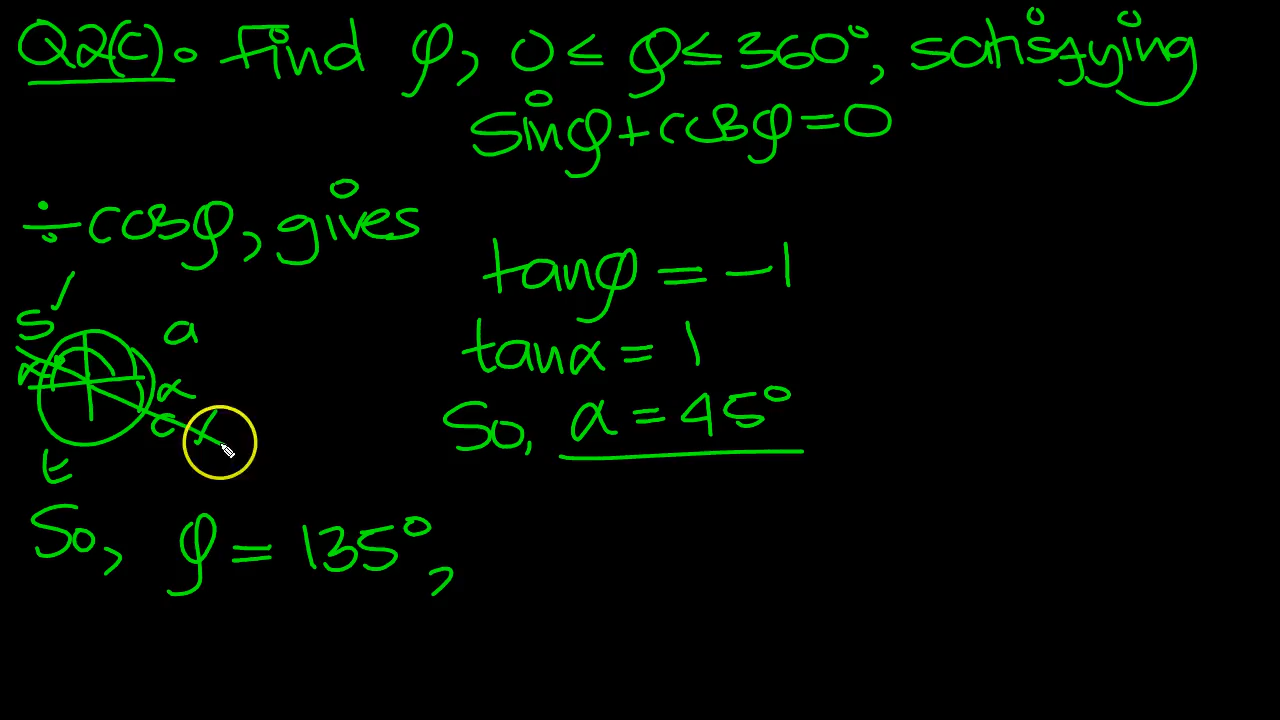 Q2(c). Find φ, 0 ≤ φ ≤ 360°, satisfying
sinφ + cosφ = 0
÷ cosφ, gives
tanφ = -1
tanα = 1
So, α = 45°
S ✓ a
α α
t c ✓
So, φ = 135°,